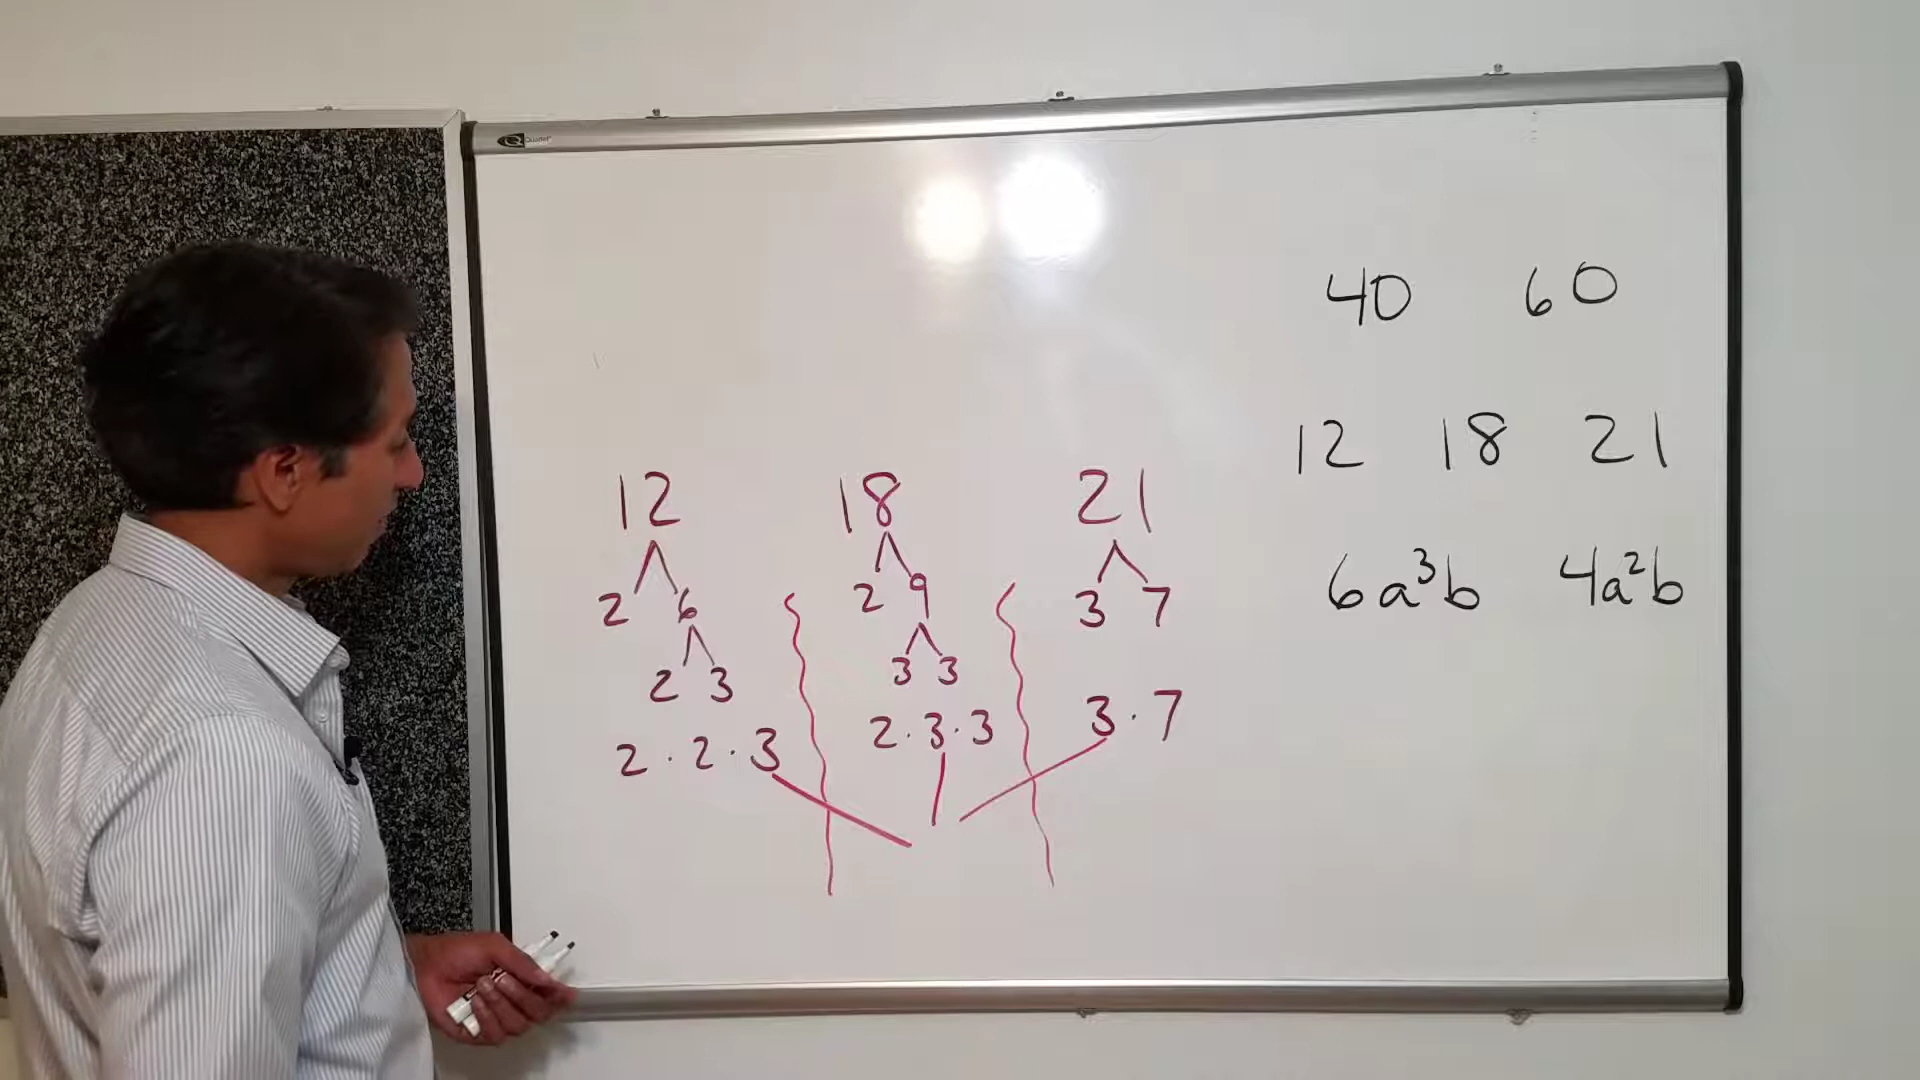 Quartet
40 60
12 18 21
6a³b 4a²b
12 18 21
2 6 2 9 3 7
2 3 3 3
2 · 2 · 3 2 · 3 · 3 3 · 7